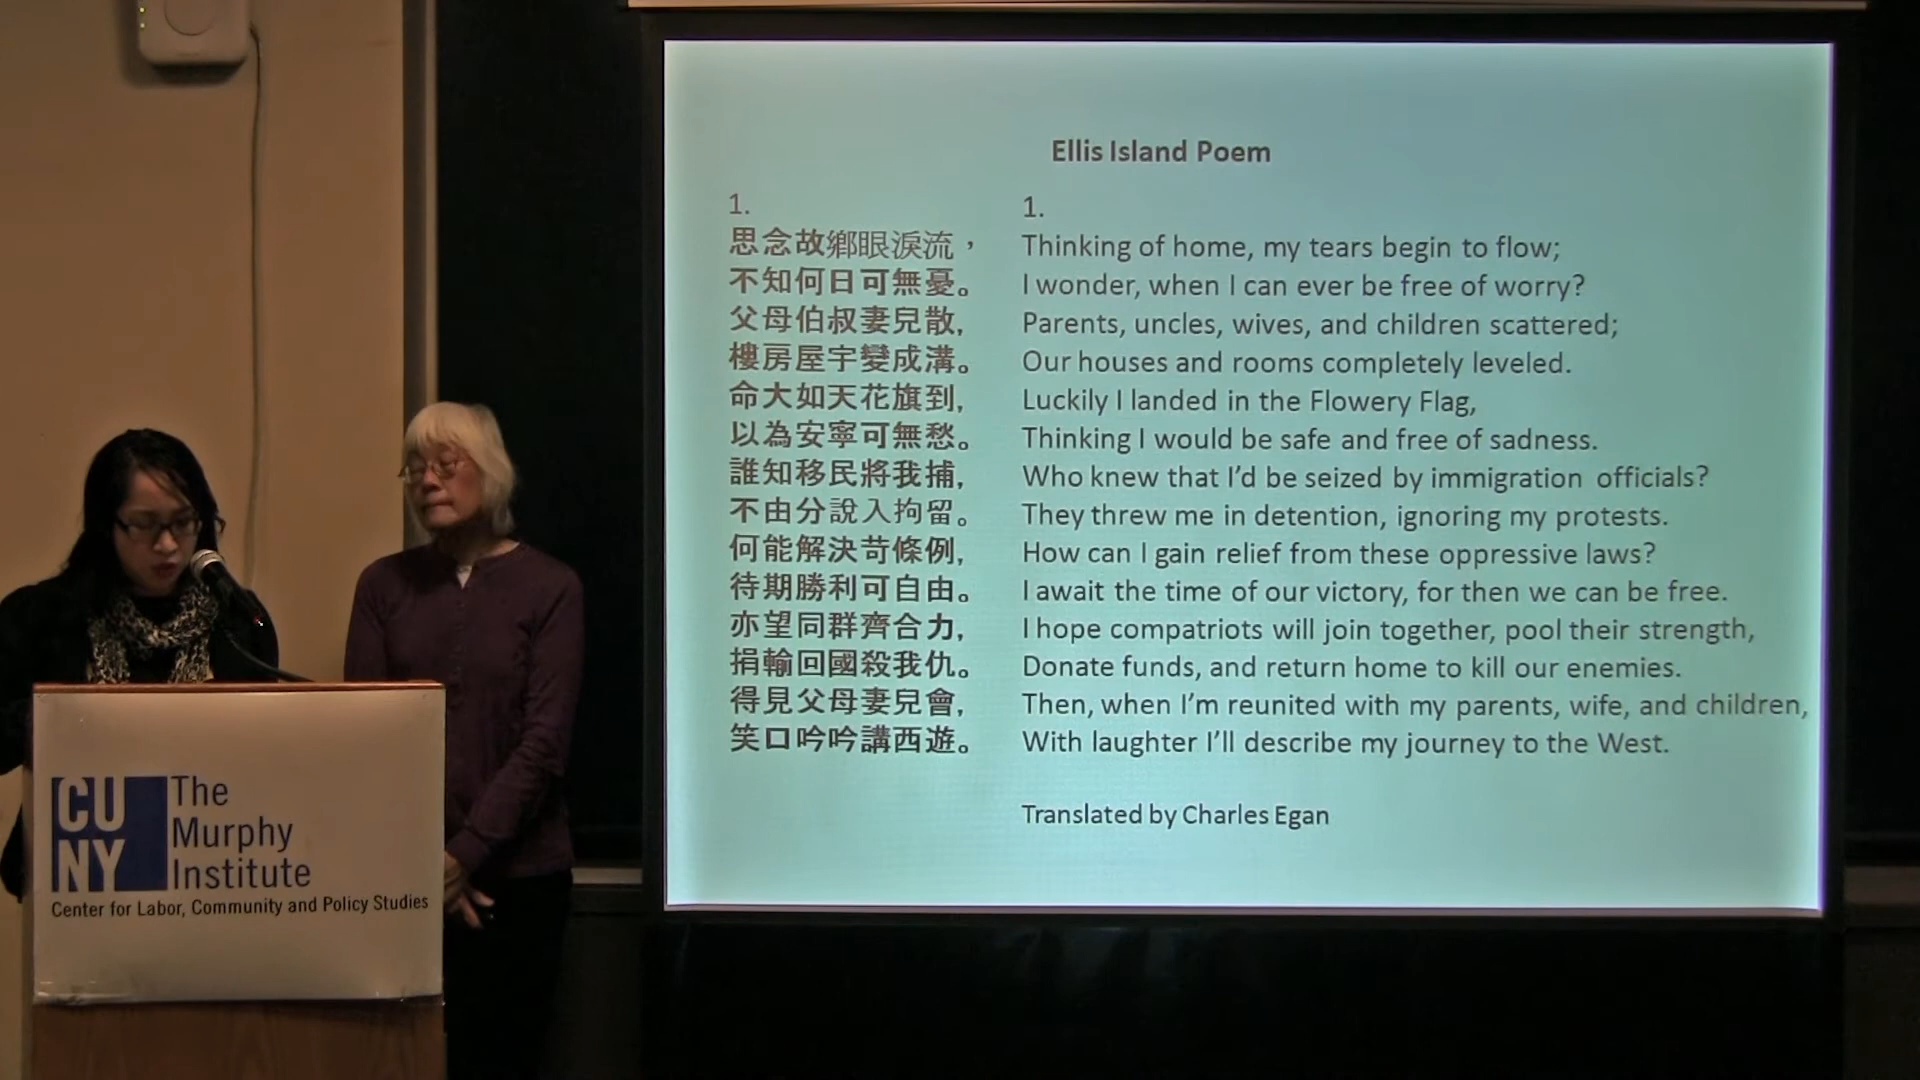 Ellis Island Poem
1.
思念故鄉眼淚流，
不知何日可無憂。
父母伯叔妻兒散,
樓房屋宇變成溝。
命大如天花旗到,
以為安寧可無愁。
誰知移民將我捕,
不由分說入拘留。
何能解決苛條例,
待期勝利可自由。
亦望同群齊合力,
捐輸回國殺我仇。
得見父母妻兒會,
笑口吟吟講西遊。
1.
Thinking of home, my tears begin to flow;
I wonder, when I can ever be free of worry?
Parents, uncles, wives, and children scattered;
Our houses and rooms completely leveled.
Luckily I landed in the Flowery Flag,
Thinking I would be safe and free of sadness.
Who knew that I'd be seized by immigration officials?
They threw me in detention, ignoring my protests.
How can I gain relief from these oppressive laws?
I await the time of our victory, for then we can be free.
I hope compatriots will join together, pool their strength,
Donate funds, and return home to kill our enemies.
Then, when I'm reunited with my parents, wife, and children,
With laughter I'll describe my journey to the West.
Translated by Charles Egan
CU
NY
The
Murphy
Institute
Center for Labor, Community and Policy Studies